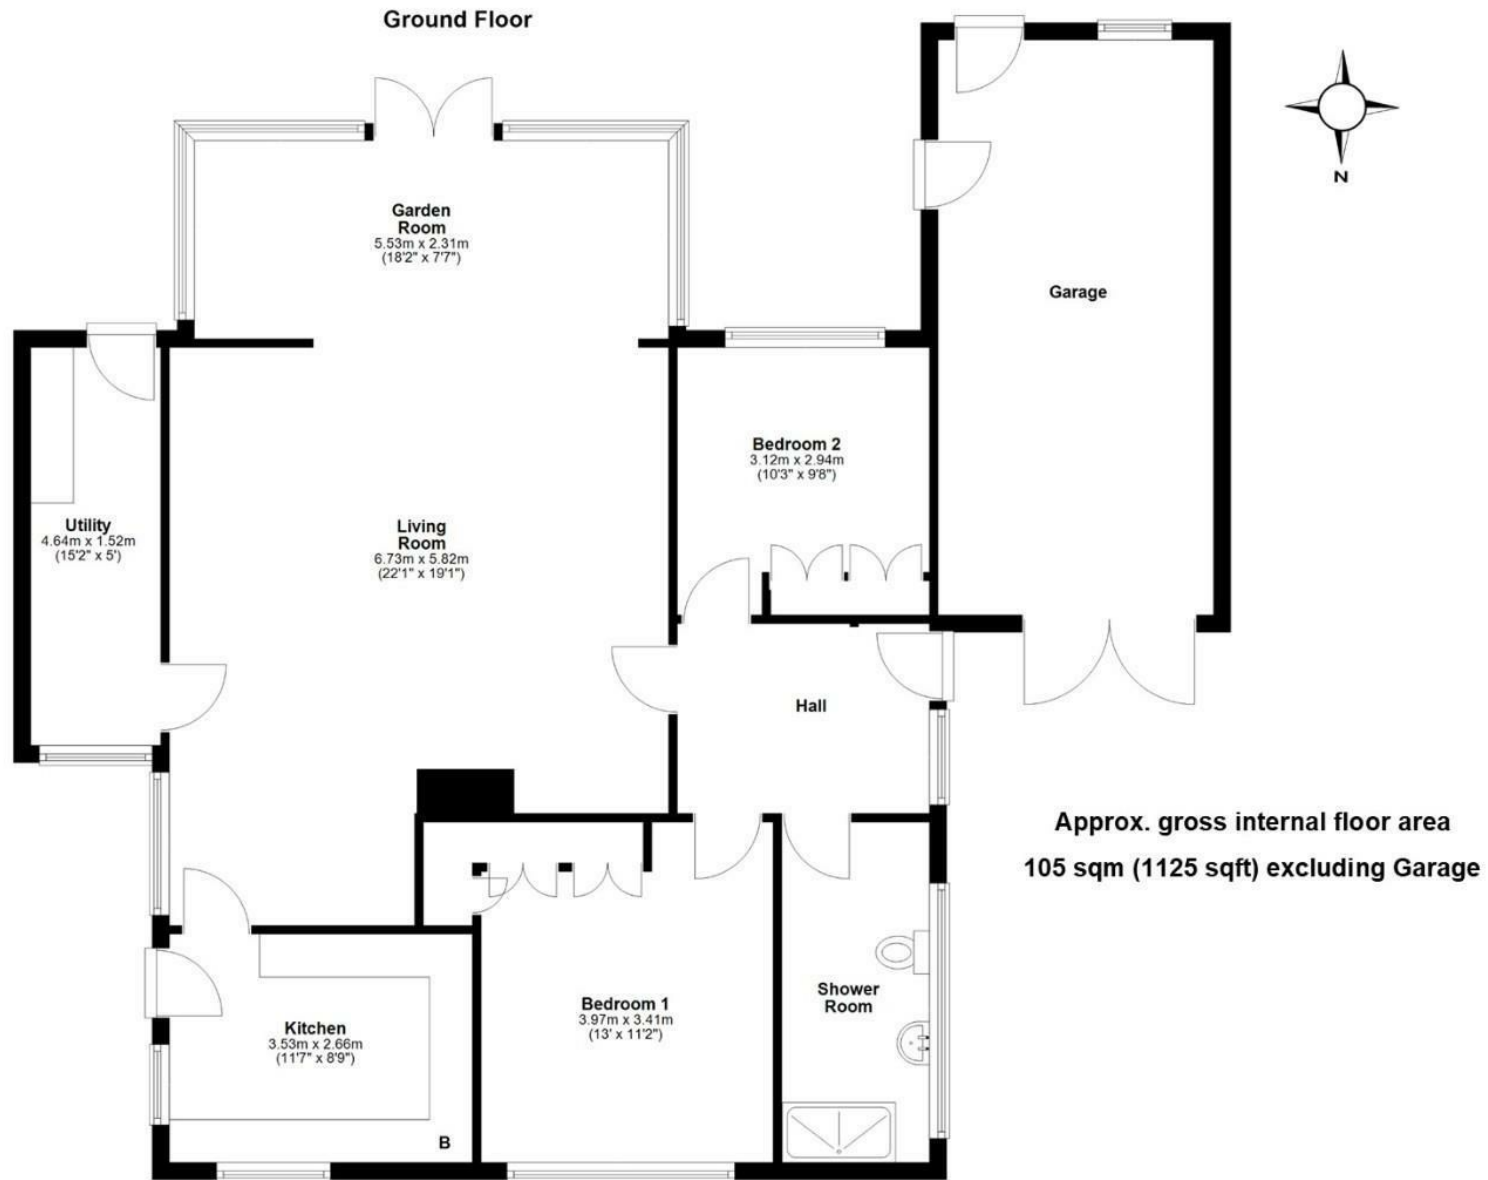 Ground Floor
N
Garden
Room
5.53m x 2.31m
(18'2" x 7'7")
Garage
Bedroom 2
3.12m x 2.94m
(10'3" x 9'8")
Utility
4.64m x 1.52m
(15'2" x 5')
Living
Room
6.73m x 5.82m
(22'1" x 19'1")
Hall
Approx. gross internal floor area
105 sqm (1125 sqft) excluding Garage
Shower
Room
Bedroom 1
3.97m x 3.41m
(13' x 11'2")
Kitchen
3.53m x 2.66m
(11'7" x 8'9")
B